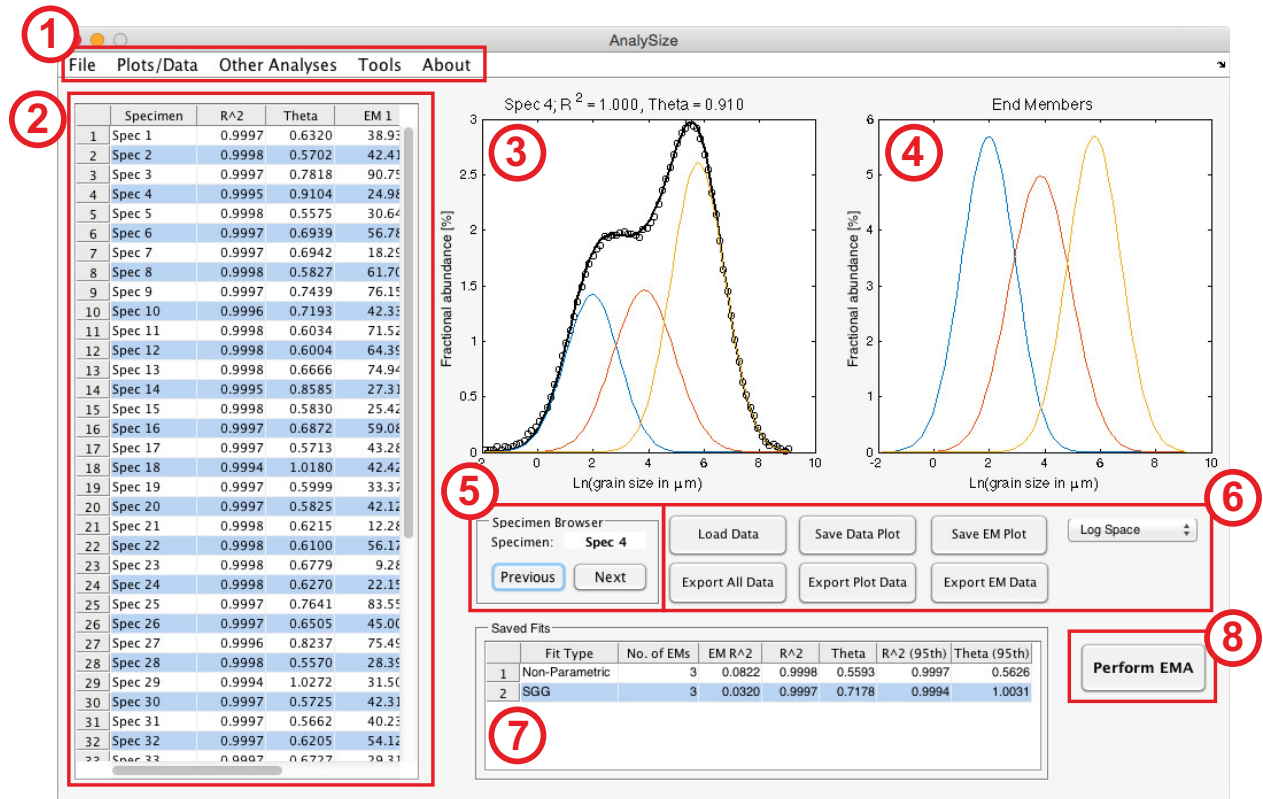 1
AnalySize
File Plots/Data Other Analyses Tools About
2
Specimen R^2 Theta EM 1
1 Spec 1 0.9997 0.6320 38.93
2 Spec 2 0.9998 0.5702 42.41
3 Spec 3 0.9997 0.7818 90.75
4 Spec 4 0.9995 0.9104 24.98
5 Spec 5 0.9998 0.5575 30.64
6 Spec 6 0.9997 0.6939 56.78
7 Spec 7 0.9997 0.6942 18.29
8 Spec 8 0.9998 0.5827 61.70
9 Spec 9 0.9997 0.7439 76.15
10 Spec 10 0.9996 0.7193 42.33
11 Spec 11 0.9998 0.6034 71.52
12 Spec 12 0.9998 0.6004 64.39
13 Spec 13 0.9998 0.6666 74.94
14 Spec 14 0.9995 0.8585 27.31
15 Spec 15 0.9998 0.5830 25.42
16 Spec 16 0.9997 0.6872 59.08
17 Spec 17 0.9997 0.5713 43.28
18 Spec 18 0.9994 1.0180 42.42
19 Spec 19 0.9997 0.5999 33.37
20 Spec 20 0.9997 0.5825 42.12
21 Spec 21 0.9998 0.6215 12.28
22 Spec 22 0.9998 0.6100 56.17
23 Spec 23 0.9998 0.6779 9.28
24 Spec 24 0.9998 0.6270 22.15
25 Spec 25 0.9997 0.7641 83.55
26 Spec 26 0.9997 0.6505 45.00
27 Spec 27 0.9996 0.8237 75.49
28 Spec 28 0.9998 0.5570 28.39
29 Spec 29 0.9994 1.0272 31.50
30 Spec 30 0.9997 0.5725 42.31
31 Spec 31 0.9997 0.5662 40.23
32 Spec 32 0.9997 0.6205 54.12
33 Spec 33 0.9997 0.6727 29.31
Spec 4; R 2 = 1.000, Theta = 0.910
3
3
2.5
2
1.5
1
0.5
0
Fractional abundance [%]
-2 0 2 4 6 8 10
Ln(grain size in μm)
End Members
4
6
5
4
3
2
1
0
Fractional abundance [%]
-2 0 2 4 6 8 10
Ln(grain size in μm)
5
Specimen Browser
Specimen: Spec 4
Previous Next
6
Load Data Save Data Plot Save EM Plot Log Space
Export All Data Export Plot Data Export EM Data
Saved Fits
Fit Type No. of EMs EM R^2 R^2 Theta R^2 (95th) Theta (95th)
1 Non-Parametric 3 0.0822 0.9998 0.5593 0.9997 0.5626
2 SGG 3 0.0320 0.9997 0.7178 0.9994 1.0031
7
8
Perform EMA